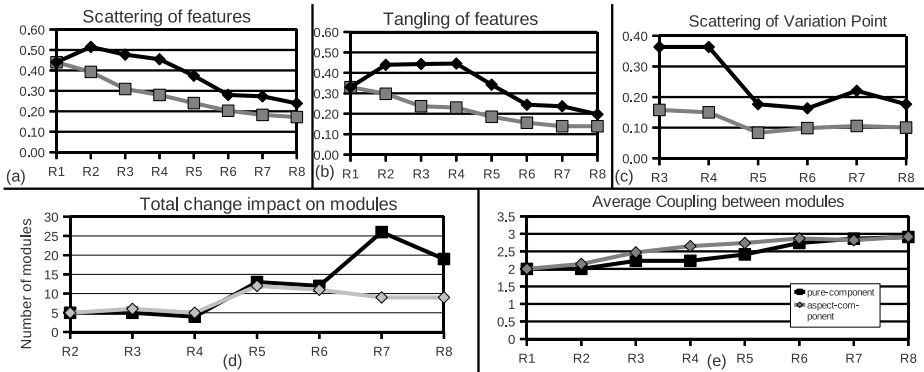 Scattering of features
0.60
0.50
0.40
0.30
0.20
0.10
0.00
R1 R2 R3 R4 R5 R6 R7 R8
(a)
Tangling of features
0.60
0.50
0.40
0.30
0.20
0.10
0.00
R1 R2 R3 R4 R5 R6 R7 R8
(b)
Scattering of Variation Point
0.40
0.30
0.20
0.10
0.00
R3 R4 R5 R6 R7 R8
(c)
Total change impact on modules
Number of modules
30
25
20
15
10
5
0
R2 R3 R4 R5 R6 R7 R8
(d)
Average Coupling between modules
3.5
3
2.5
2
1.5
1
0.5
0
pure-component
aspect-com-
ponent
R1 R2 R3 R4 R5 R6 R7 R8
(e)